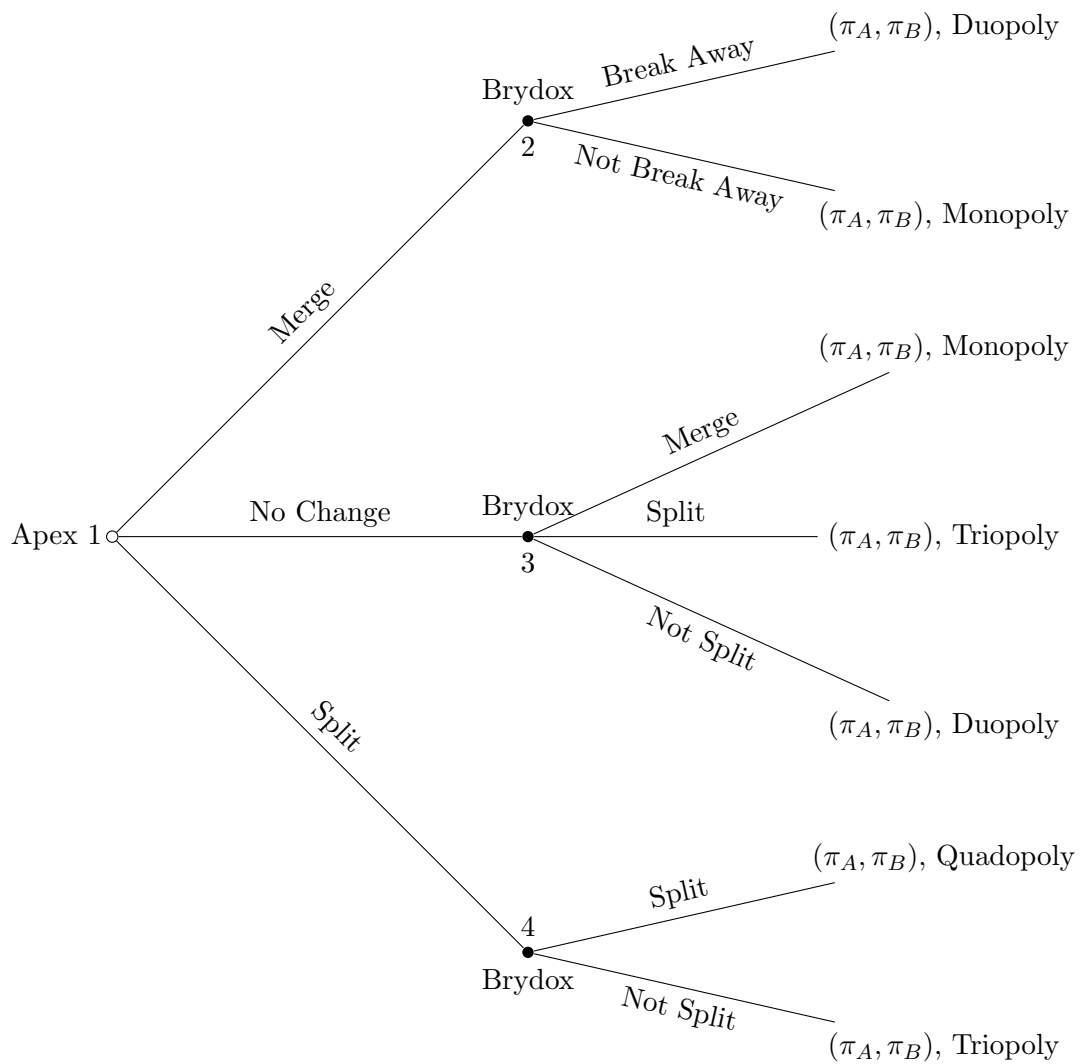 (π_A, π_B), Duopoly
Break Away
Brydox
2
Not Break Away
(π_A, π_B), Monopoly
Merge
(π_A, π_B), Monopoly
Merge
Apex 1
No Change
Brydox
3
Split
(π_A, π_B), Triopoly
Not Split
(π_A, π_B), Duopoly
Split
(π_A, π_B), Quadopoly
Split
4
Brydox
Not Split
(π_A, π_B), Triopoly